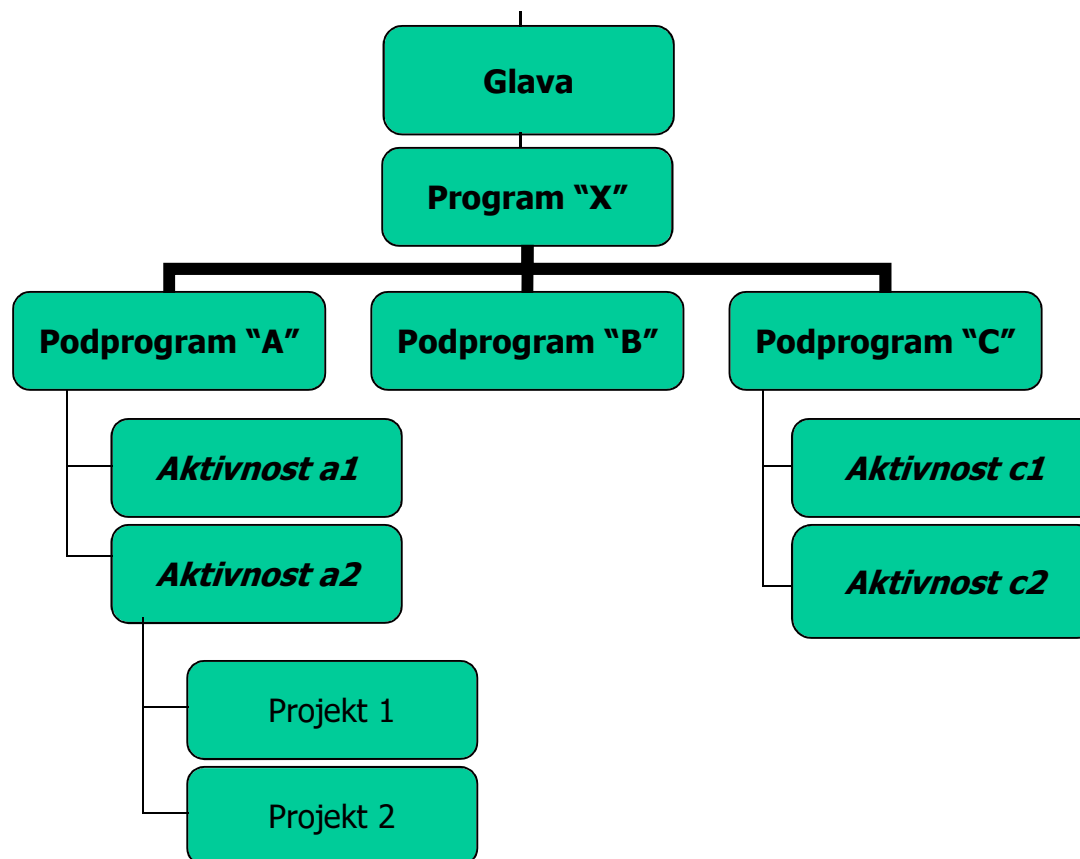 Glava
Program “X”
Podprogram “A”
Podprogram “B”
Podprogram “C”
Aktivnost a1
Aktivnost c1
Aktivnost a2
Aktivnost c2
Projekt 1
Projekt 2